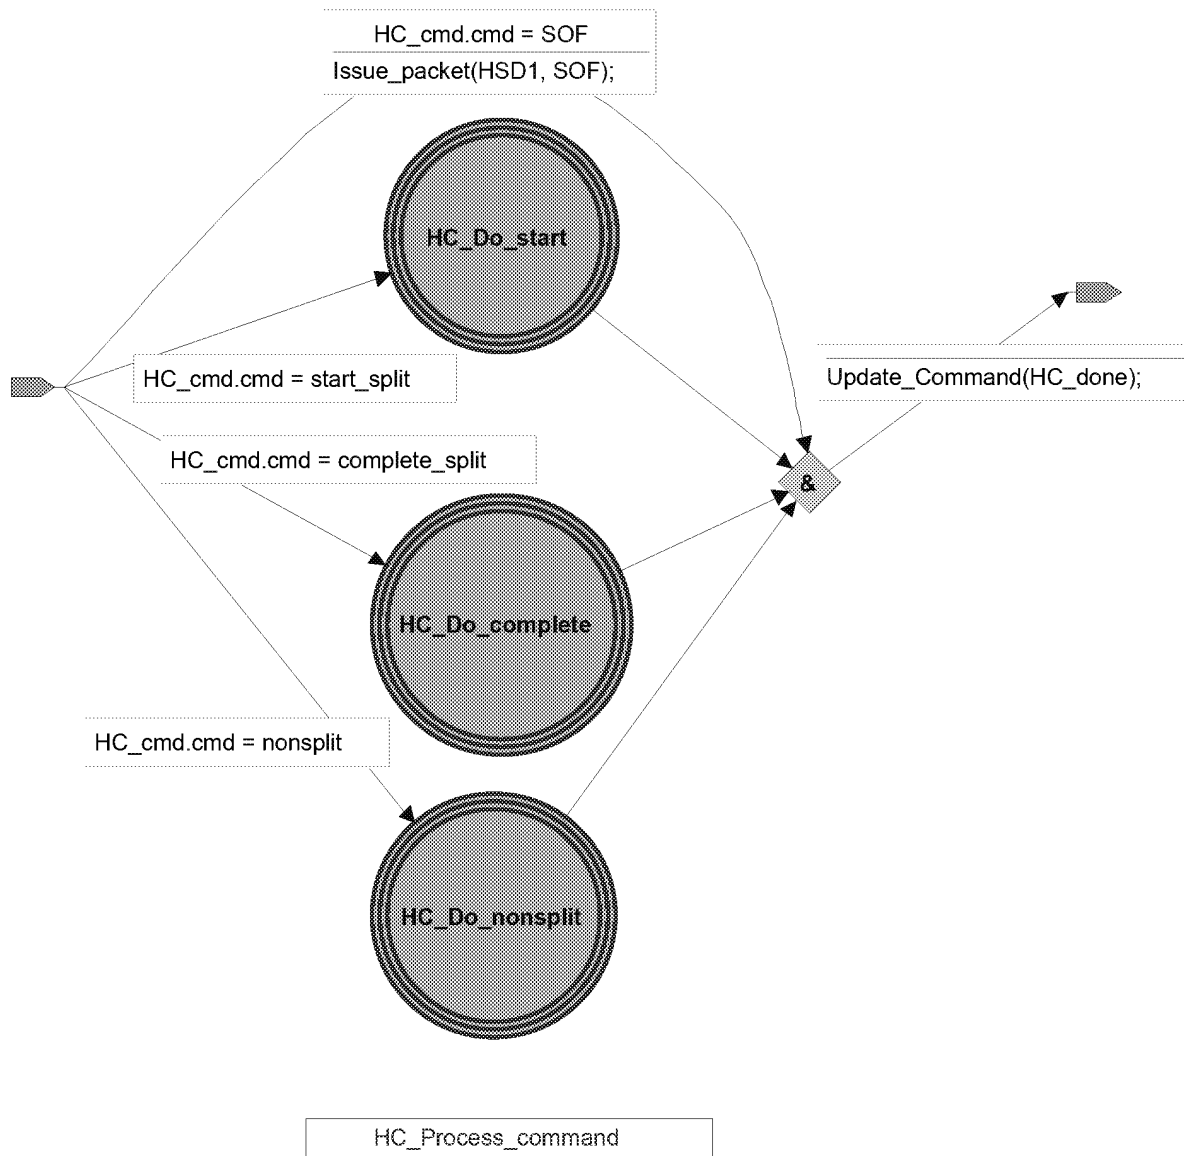 HC_cmd.cmd = SOF
Issue_packet(HSD1, SOF);
HC_Do_start
HC_cmd.cmd = start_split
Update_Command(HC_done);
HC_cmd.cmd = complete_split
&
HC_Do_complete
HC_cmd.cmd = nonsplit
HC_Do_nonsplit
HC_Process_command